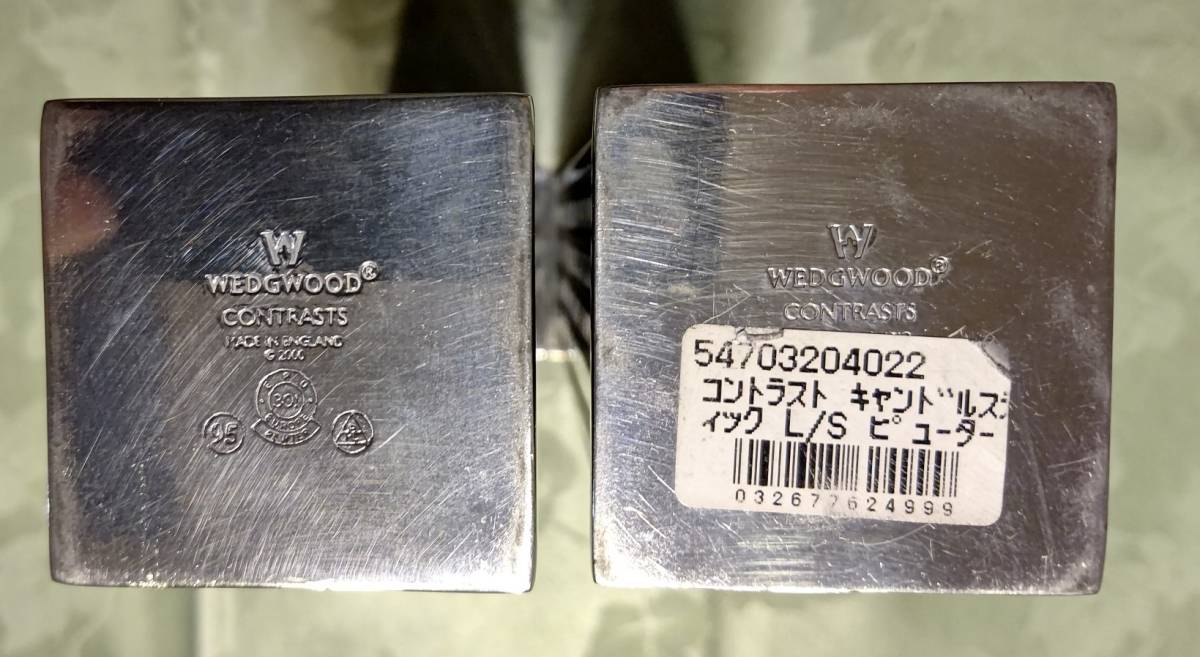 W
WEDGWOOD®
CONTRASTS
MADE IN ENGLAND
© 2000
95
W
WEDGWOOD®
CONTRASTS
54703204022
コントラスト キャンドルステ
ィック L/S ピューター
032677624999